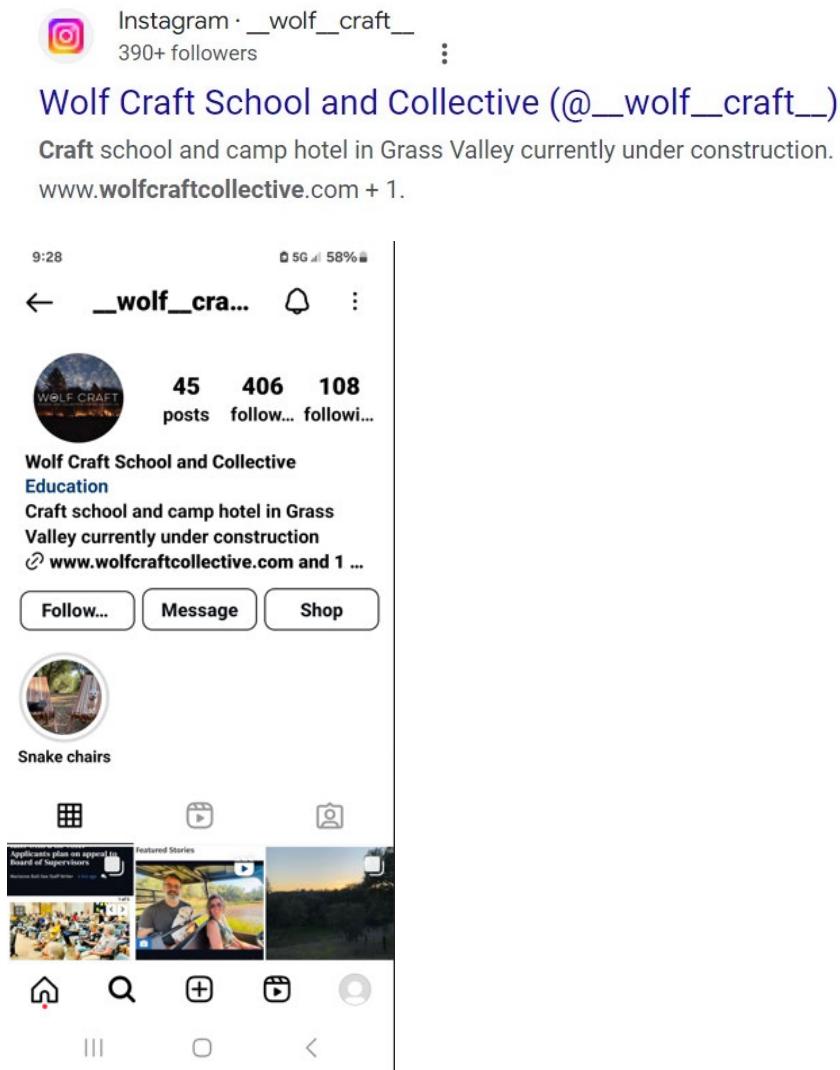 Instagram · __wolf__craft__
390+ followers
Wolf Craft School and Collective (@__wolf__craft__)
Craft school and camp hotel in Grass Valley currently under construction.
www.wolfcraftcollective.com + 1.
9:28
5G 58%
__wolf__cra...
WOLF CRAFT
45 406 108
posts follow... followi...
Wolf Craft School and Collective
Education
Craft school and camp hotel in Grass
Valley currently under construction
www.wolfcraftcollective.com and 1 ...
Follow... Message Shop
Snake chairs
Applicants plan on appeal to
Board of Supervisors
Featured Stories